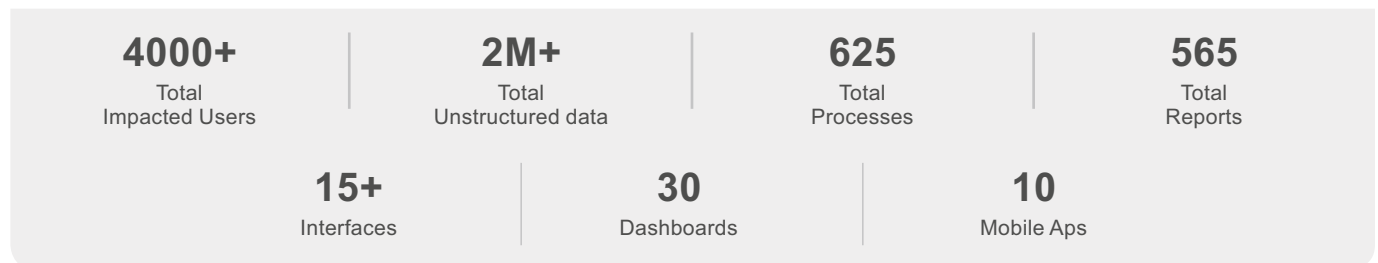 4000+
Total
Impacted Users
2M+
Total
Unstructured data
625
Total
Processes
565
Total
Reports
15+
Interfaces
30
Dashboards
10
Mobile Aps